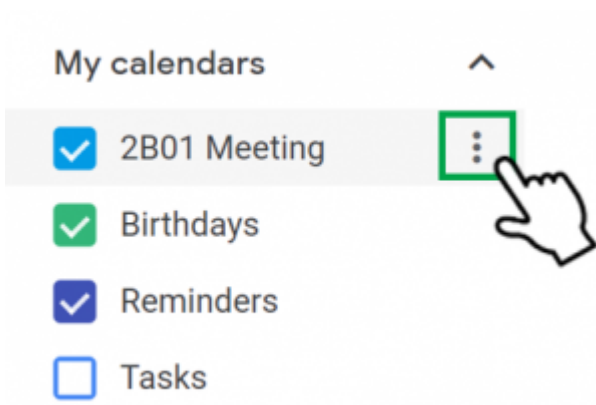 My calendars
2B01 Meeting
Birthdays
Reminders
Tasks